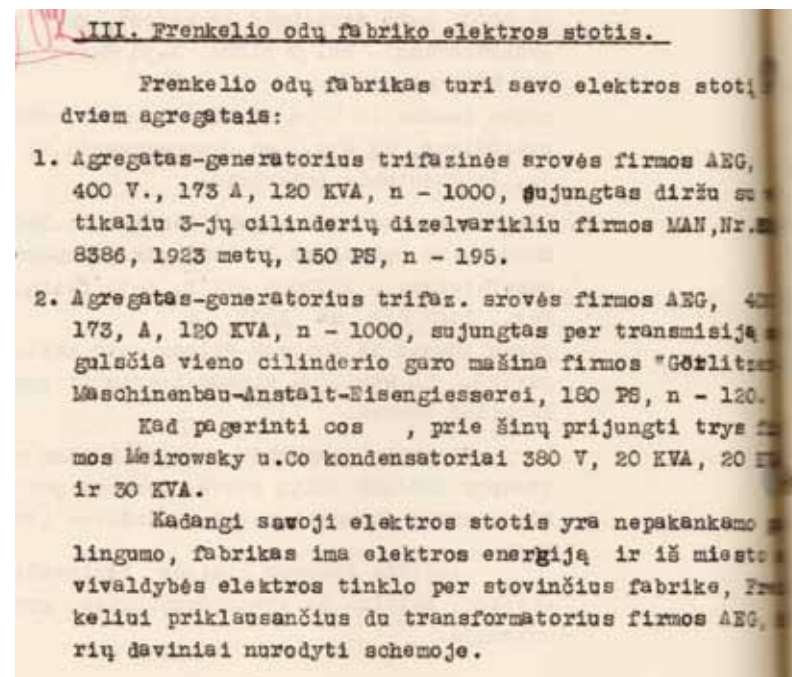 III. Frenkelio odų fabriko elektros stotis.
Frenkelio odų fabrikas turi savo elektros stotį
dviem agregatais:
1. Agregatas-generatorius trifazinės srovės firmos AEG,
400 V., 173 A, 120 KVA, n - 1000, sujungtas diržu su
tikaliu 3-jų cilinderių dizelvarikliu firmos MAN,Nr.
8386, 1923 metų, 150 PS, n - 195.
2. Agregatas-generatorius trifaz. srovės firmos AEG, 400
173, A, 120 KVA, n - 1000, sujungtas per transmisiją
gulsčia vieno cilinderio garo mašina firmos "Görlitzer
Maschinenbau-Anstalt-Eisengiesserei, 180 PS, n - 120.
Kad pagerinti cos , prie šinų prijungti trys
mos Meirowsky u.Co kondensatoriai 380 V, 20 KVA, 20
ir 30 KVA.
Kadangi savoji elektros stotis yra nepakankamo
lingumo, fabrikas ima elektros energiją ir iš miesto
vivaldybės elektros tinklo per stovinčius fabrike, Fren
keliui priklausančius du transformatorius firmos AEG,
rių daviniai nurodyti schemoje.